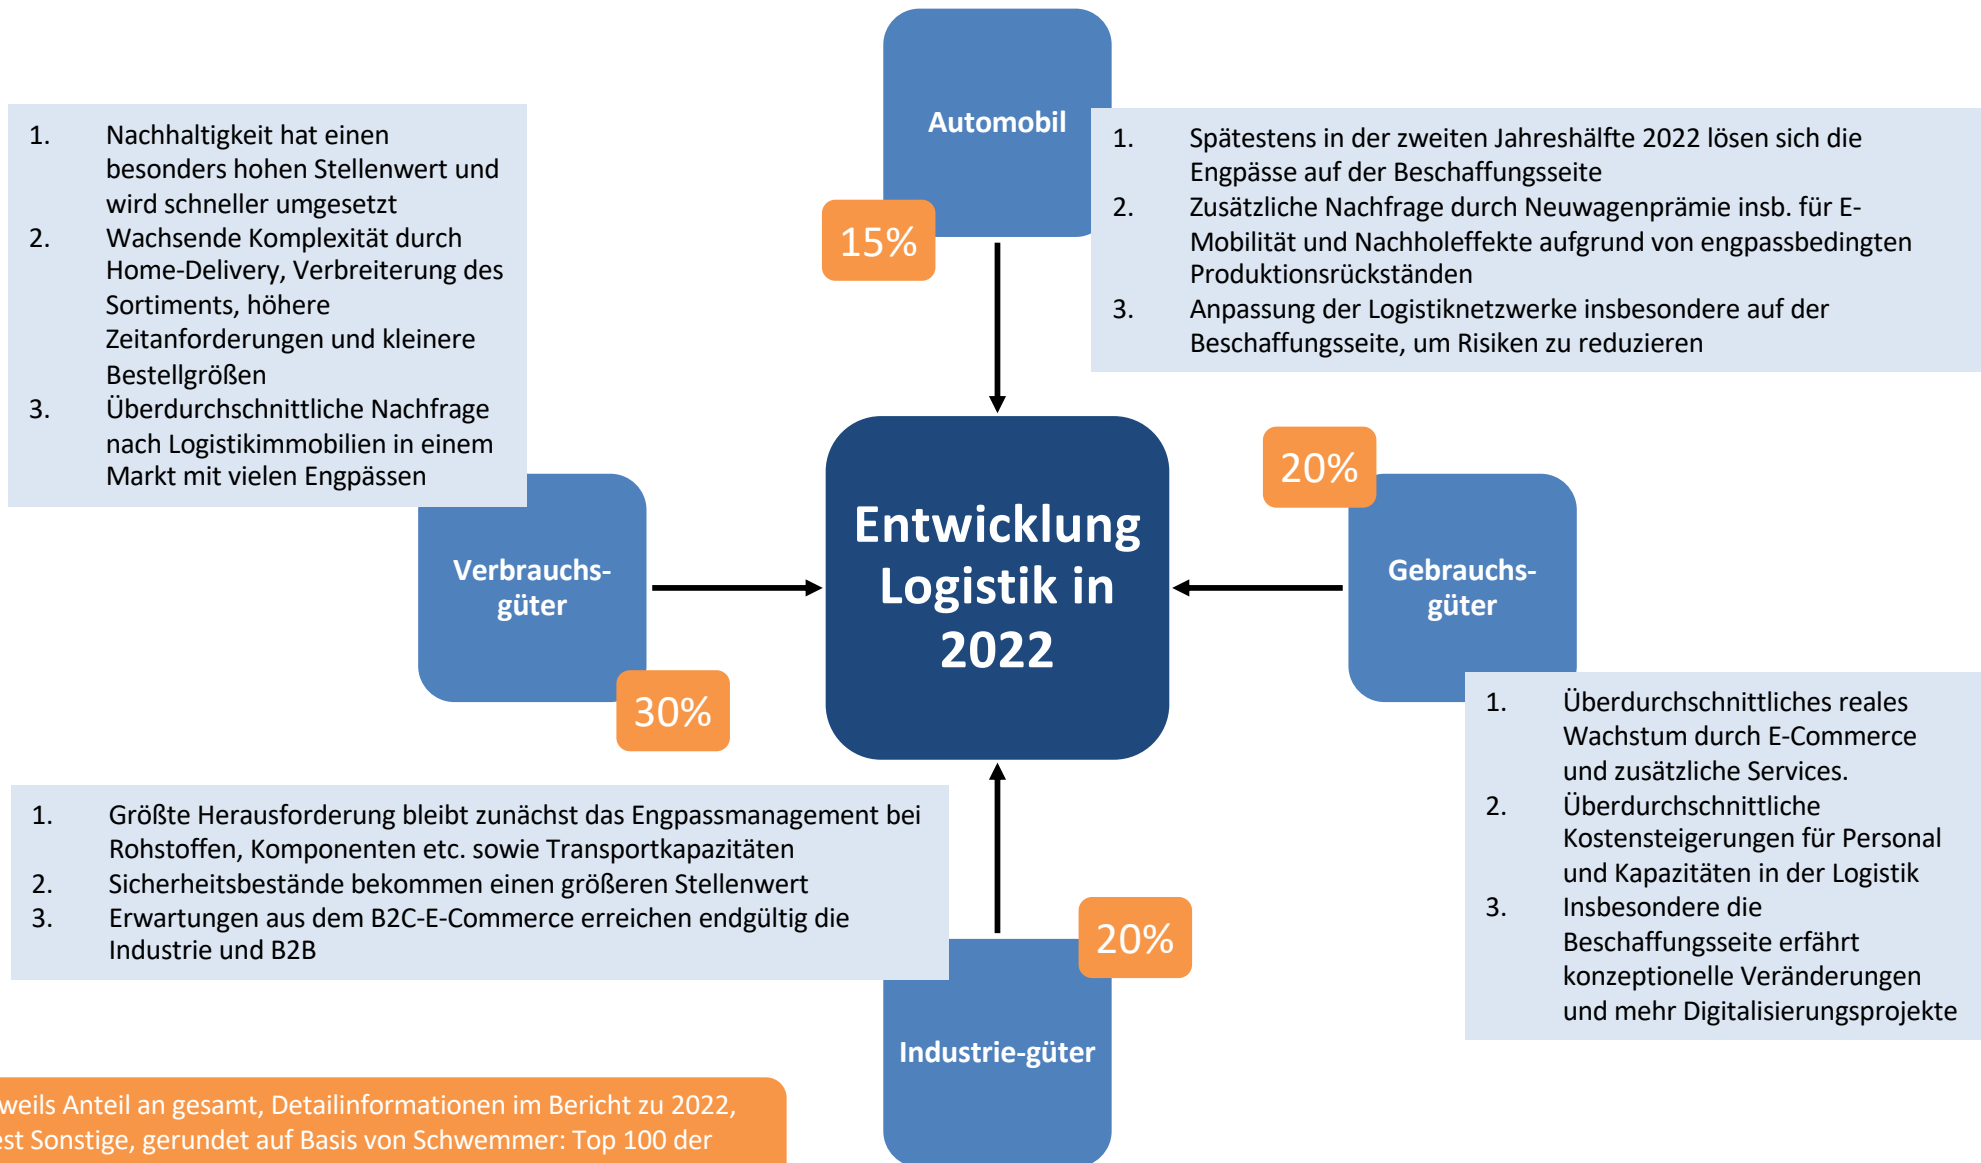 Automobil
15%
1. Spätestens in der zweiten Jahreshälfte 2022 lösen sich die
Engpässe auf der Beschaffungsseite
2. Zusätzliche Nachfrage durch Neuwagenprämie insb. für E-
Mobilität und Nachholeffekte aufgrund von engpassbedingten
Produktionsrückständen
3. Anpassung der Logistiknetzwerke insbesondere auf der
Beschaffungsseite, um Risiken zu reduzieren
1. Nachhaltigkeit hat einen
besonders hohen Stellenwert und
wird schneller umgesetzt
2. Wachsende Komplexität durch
Home-Delivery, Verbreiterung des
Sortiments, höhere
Zeitanforderungen und kleinere
Bestellgrößen
3. Überdurchschnittliche Nachfrage
nach Logistikimmobilien in einem
Markt mit vielen Engpässen
Verbrauchs-
güter
30%
Entwicklung
Logistik in
2022
20%
Gebrauchs-
güter
1. Überdurchschnittliches reales
Wachstum durch E-Commerce
und zusätzliche Services.
2. Überdurchschnittliche
Kostensteigerungen für Personal
und Kapazitäten in der Logistik
3. Insbesondere die
Beschaffungsseite erfährt
konzeptionelle Veränderungen
und mehr Digitalisierungsprojekte
1. Größte Herausforderung bleibt zunächst das Engpassmanagement bei
Rohstoffen, Komponenten etc. sowie Transportkapazitäten
2. Sicherheitsbestände bekommen einen größeren Stellenwert
3. Erwartungen aus dem B2C-E-Commerce erreichen endgültig die
Industrie und B2B
20%
Industrie-güter
weils Anteil an gesamt, Detailinformationen im Bericht zu 2022,
est Sonstige, gerundet auf Basis von Schwemmer: Top 100 der